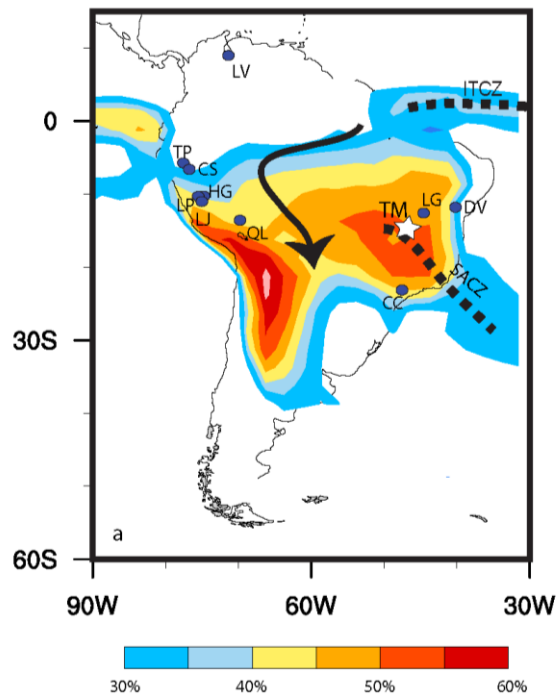 LV
ITCZ
0
TP
CS
HG
LP
LJ
QL
LG
DV
TM
SACZ
CC
30S
a
60S
90W 60W 30W
30% 40% 50% 60%